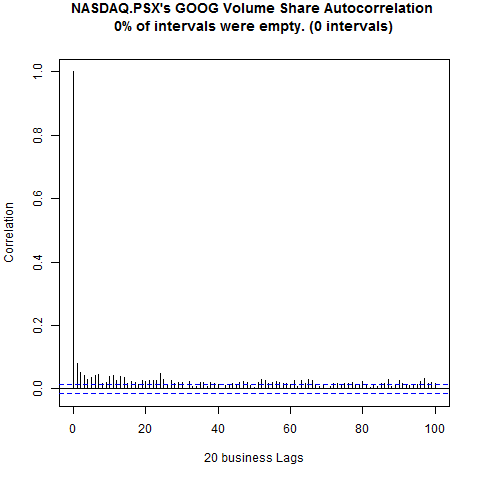 NASDAQ.PSX's GOOG Volume Share Autocorrelation
0% of intervals were empty. (0 intervals)
1.0
0.8
0.6
0.4
0.2
0.0
Correlation
0 20 40 60 80 100
20 business Lags